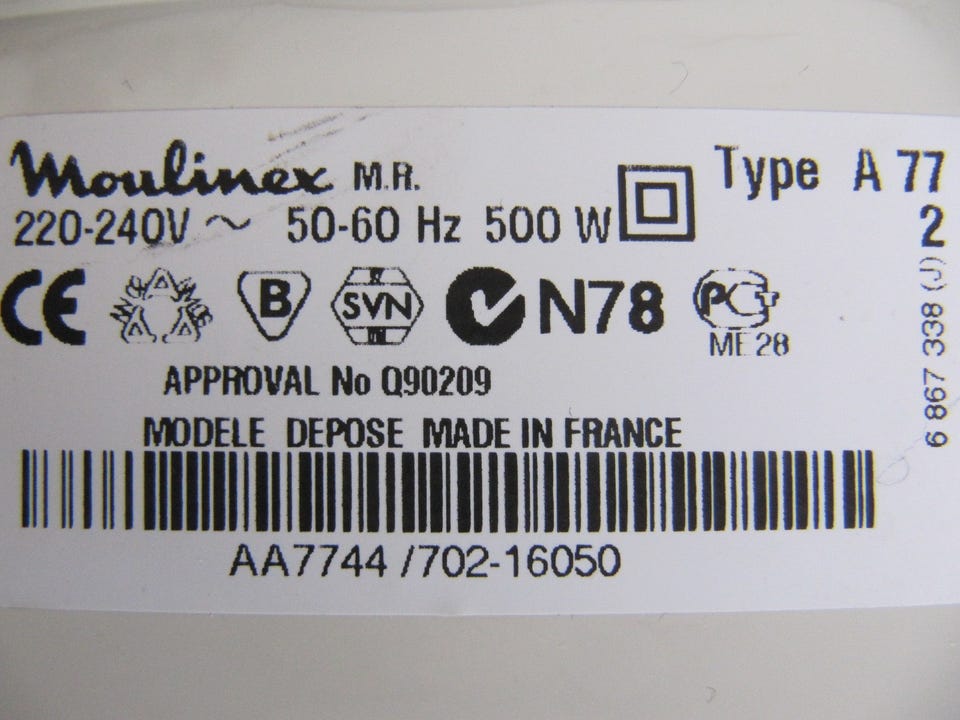 Moulinex M.R.
Type A 77
2
220-240V ~ 50-60 Hz 500 W
CE
B
SVN
N78
PCT
ME 28
APPROVAL No Q90209
MODELE DEPOSE MADE IN FRANCE
AA7744 /702-16050
6 867 338 (J)